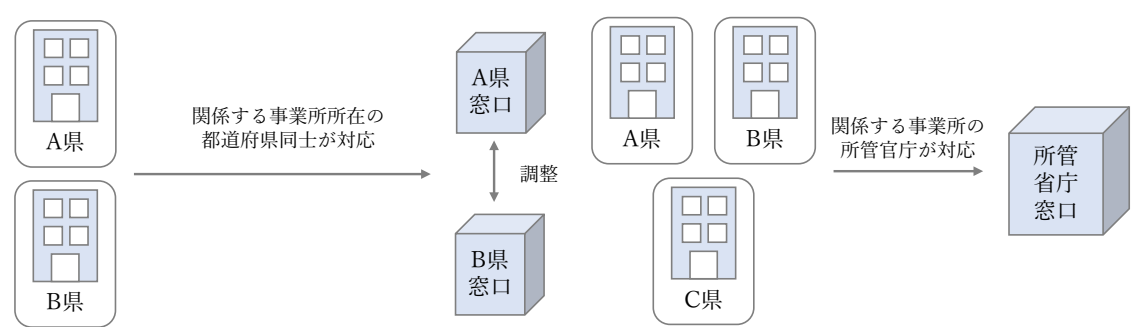 A県
B県
関係する事業所所在の
都道府県同士が対応
A県
窓口
調整
B県
窓口
A県
B県
C県
関係する事業所の
所管官庁が対応
所管
省庁
窓口